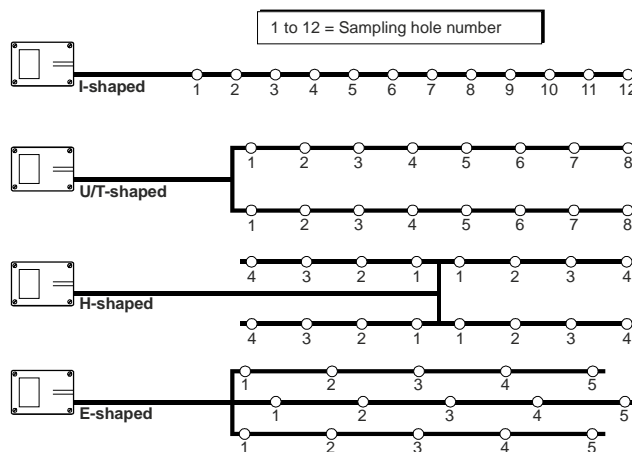 1 to 12 = Sampling hole number
I-shaped
1 2 3 4 5 6 7 8 9 10 11 12
1 2 3 4 5 6 7 8
U/T-shaped
1 2 3 4 5 6 7 8
4 3 2 1 1 2 3 4
H-shaped
4 3 2 1 1 2 3 4
1 2 3 4 5
1 2 3 4 5
E-shaped
1 2 3 4 5